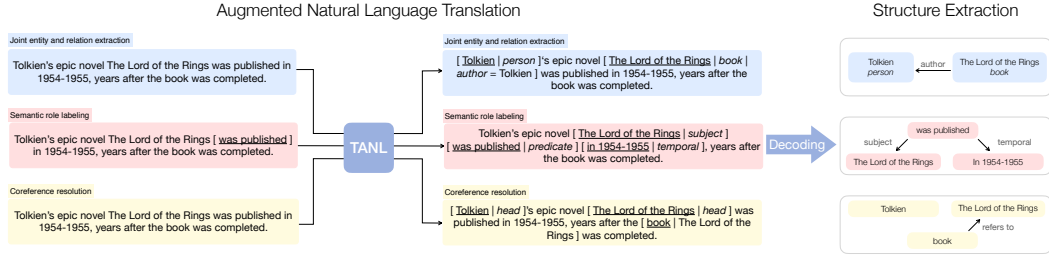 Augmented Natural Language Translation
Structure Extraction
Joint entity and relation extraction
Tolkien's epic novel The Lord of the Rings was published in
1954-1955, years after the book was completed.
Semantic role labeling
Tolkien's epic novel The Lord of the Rings [ was published ]
in 1954-1955, years after the book was completed.
Coreference resolution
Tolkien's epic novel The Lord of the Rings was published in
1954-1955, years after the book was completed.
TANL
Joint entity and relation extraction
[ Tolkien | person ]'s epic novel [ The Lord of the Rings | book |
author = Tolkien ] was published in 1954-1955, years after the
book was completed.
Semantic role labeling
Tolkien's epic novel [ The Lord of the Rings | subject ]
[ was published | predicate ] [ in 1954-1955 | temporal ], years after
the book was completed.
Coreference resolution
[ Tolkien | head ]'s epic novel [ The Lord of the Rings | head ] was
published in 1954-1955, years after the [ book | The Lord of the
Rings ] was completed.
Decoding
Tolkien
person
author
The Lord of the Rings
book
was published
subject
temporal
The Lord of the Rings
In 1954-1955
Tolkien
The Lord of the Rings
refers to
book